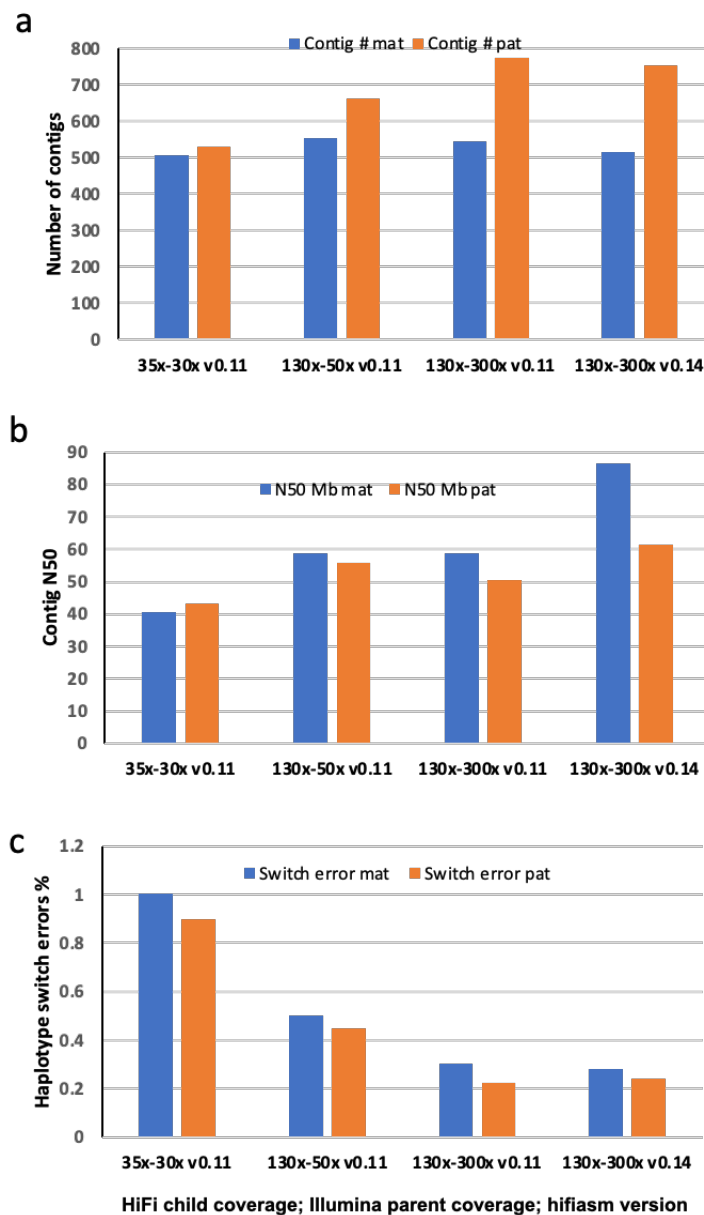 a
Contig # mat Contig # pat
800
700
600
500
400
300
200
100
0
Number of contigs
35x-30x v0.11 130x-50x v0.11 130x-300x v0.11 130x-300x v0.14
b
N50 Mb mat N50 Mb pat
90
80
70
60
50
40
30
20
10
0
Contig N50
35x-30x v0.11 130x-50x v0.11 130x-300x v0.11 130x-300x v0.14
c
Switch error mat Switch error pat
1.2
1
0.8
0.6
0.4
0.2
0
Haplotype switch errors %
35x-30x v0.11 130x-50x v0.11 130x-300x v0.11 130x-300x v0.14
HiFi child coverage; Illumina parent coverage; hifiasm version